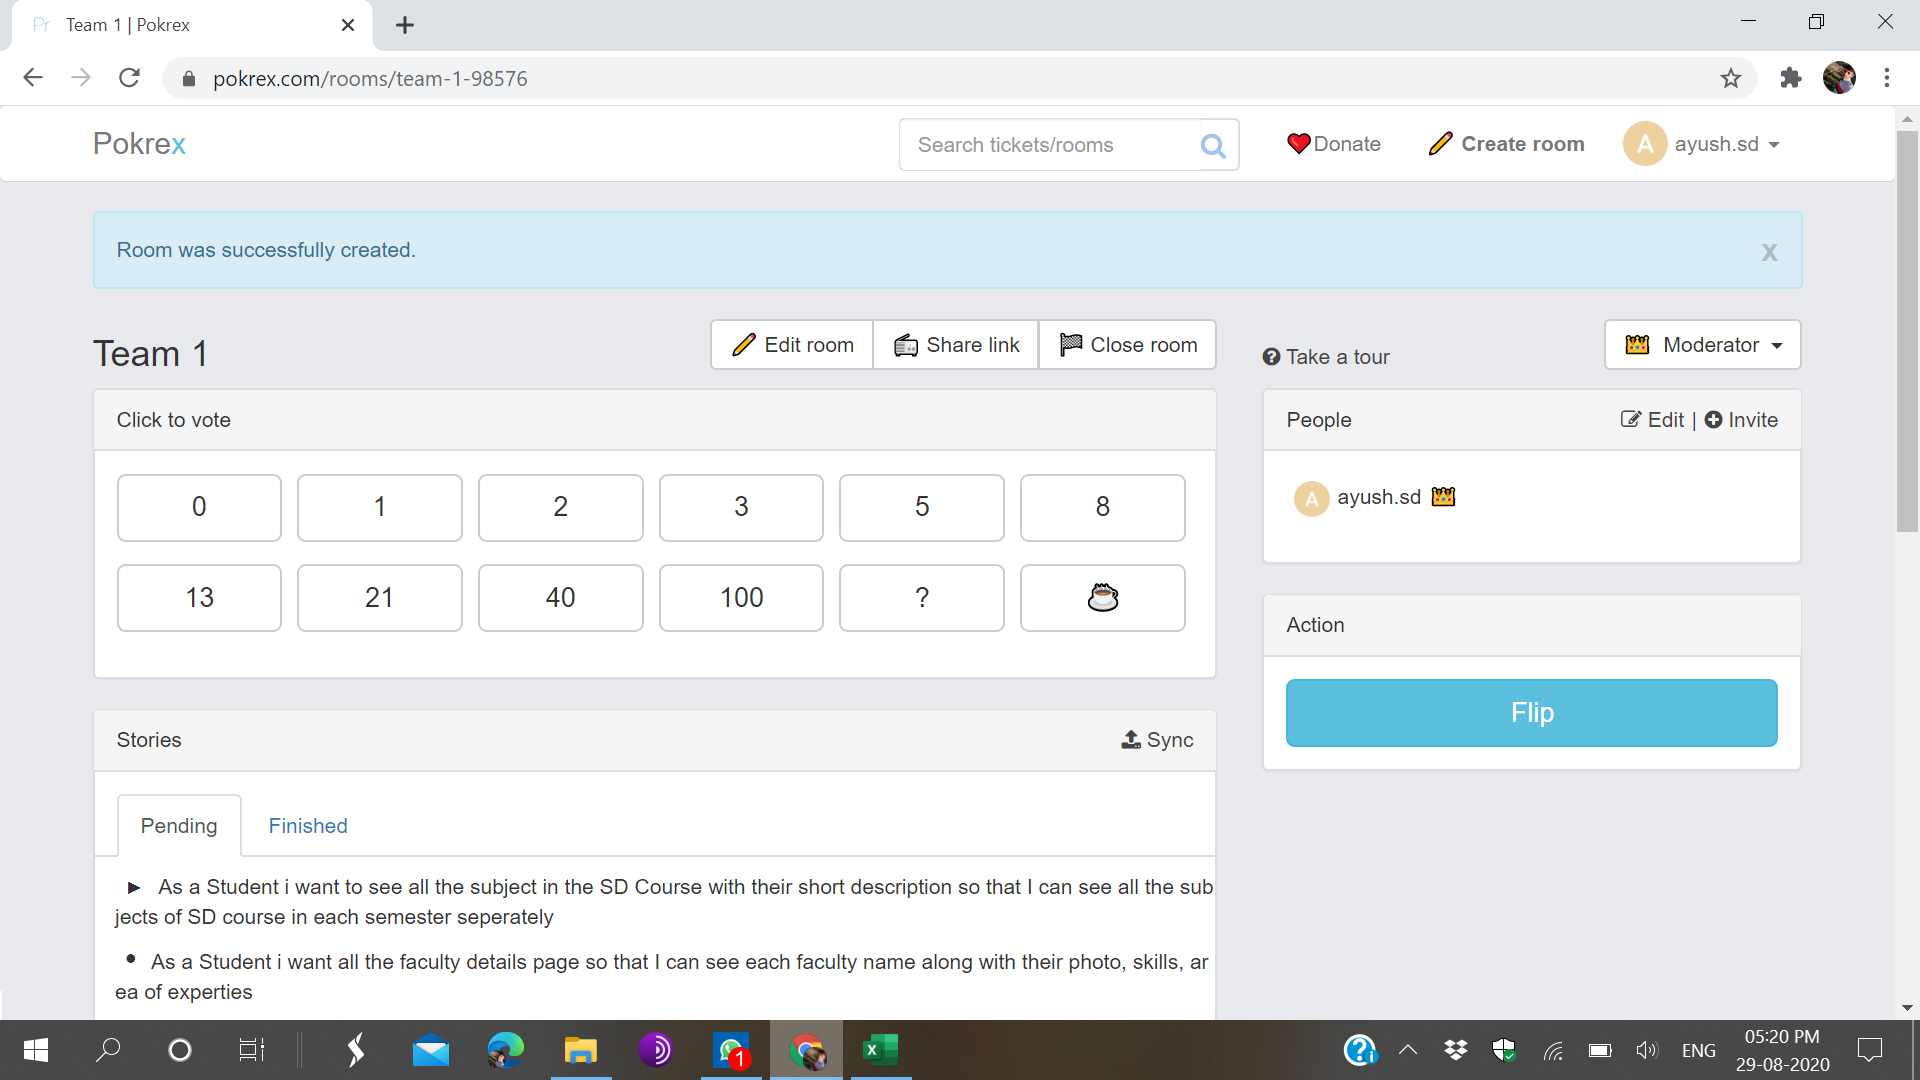 Pr Team 1 | Pokrex
pokrex.com/rooms/team-1-98576
Pokrex
Search tickets/rooms
Donate
Create room
A ayush.sd
Room was successfully created.
x
Team 1
Edit room
Share link
Close room
Take a tour
Moderator
Click to vote
0 1 2 3 5 8
13 21 40 100 ?
People
Edit | Invite
A ayush.sd
Action
Flip
Stories
Sync
Pending
Finished
As a Student i want to see all the subject in the SD Course with their short description so that I can see all the sub
jects of SD course in each semester seperately
As a Student i want all the faculty details page so that I can see each faculty name along with their photo, skills, ar
ea of experties
1
ENG
05:20 PM
29-08-2020